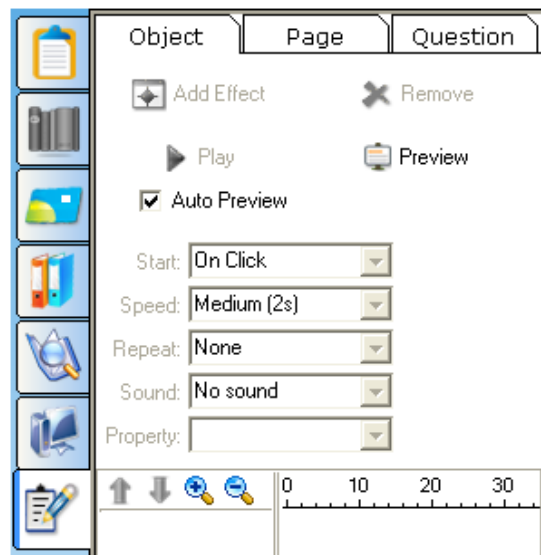 Object Page Question
Add Effect Remove
Play Preview
Auto Preview
Start: On Click
Speed: Medium (2s)
Repeat: None
Sound: No sound
Property:
0 10 20 30